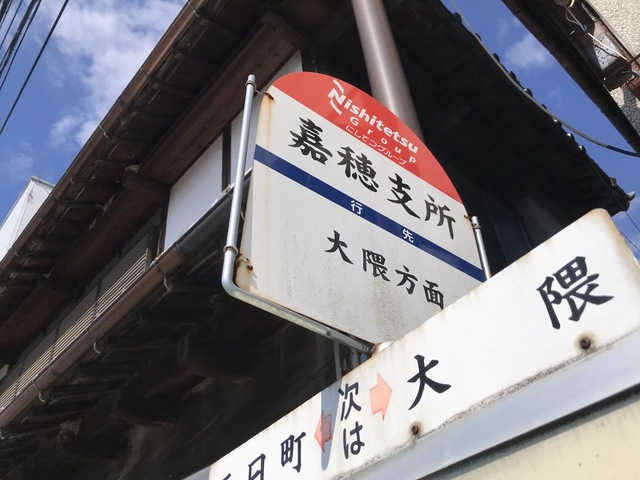 Nishitetsu
Group
にしてつグループ
嘉穂支所
行先
大隈方面
日町 次は 大隈